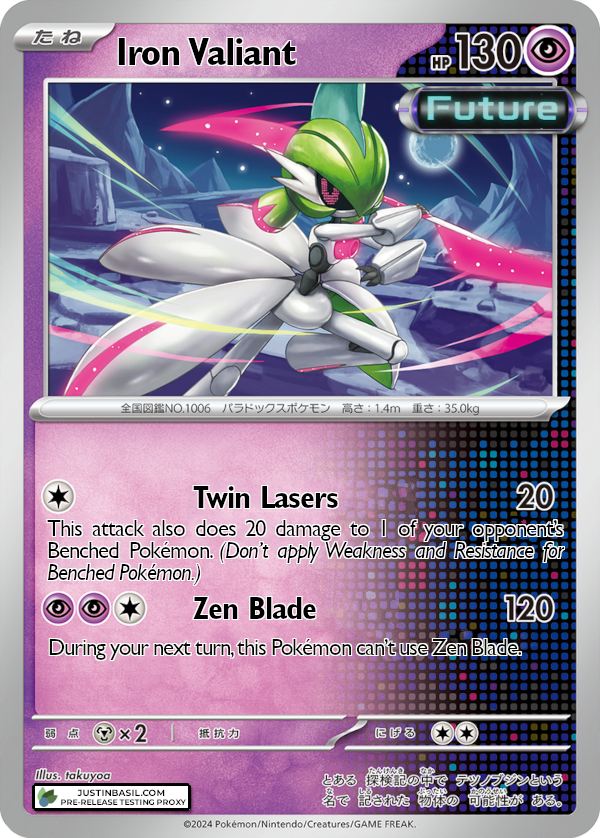 たね Iron Valiant HP 130
Future
全国図鑑NO.1006 パラドックスポケモン 高さ：1.4m 重さ：35.0kg
Twin Lasers 20
This attack also does 20 damage to 1 of your opponent's
Benched Pokémon. (Don't apply Weakness and Resistance for
Benched Pokémon.)
Zen Blade 120
During your next turn, this Pokémon can't use Zen Blade.
弱点 ×2 抵抗力 にげる
Illus. takuyoa
JUSTINBASIL.COM
PRE-RELEASE TESTING PROXY
とある 探検記の中で テツノブジンという
名で 記された 物体の 可能性が ある。
©2024 Pokémon/Nintendo/Creatures/GAME FREAK.